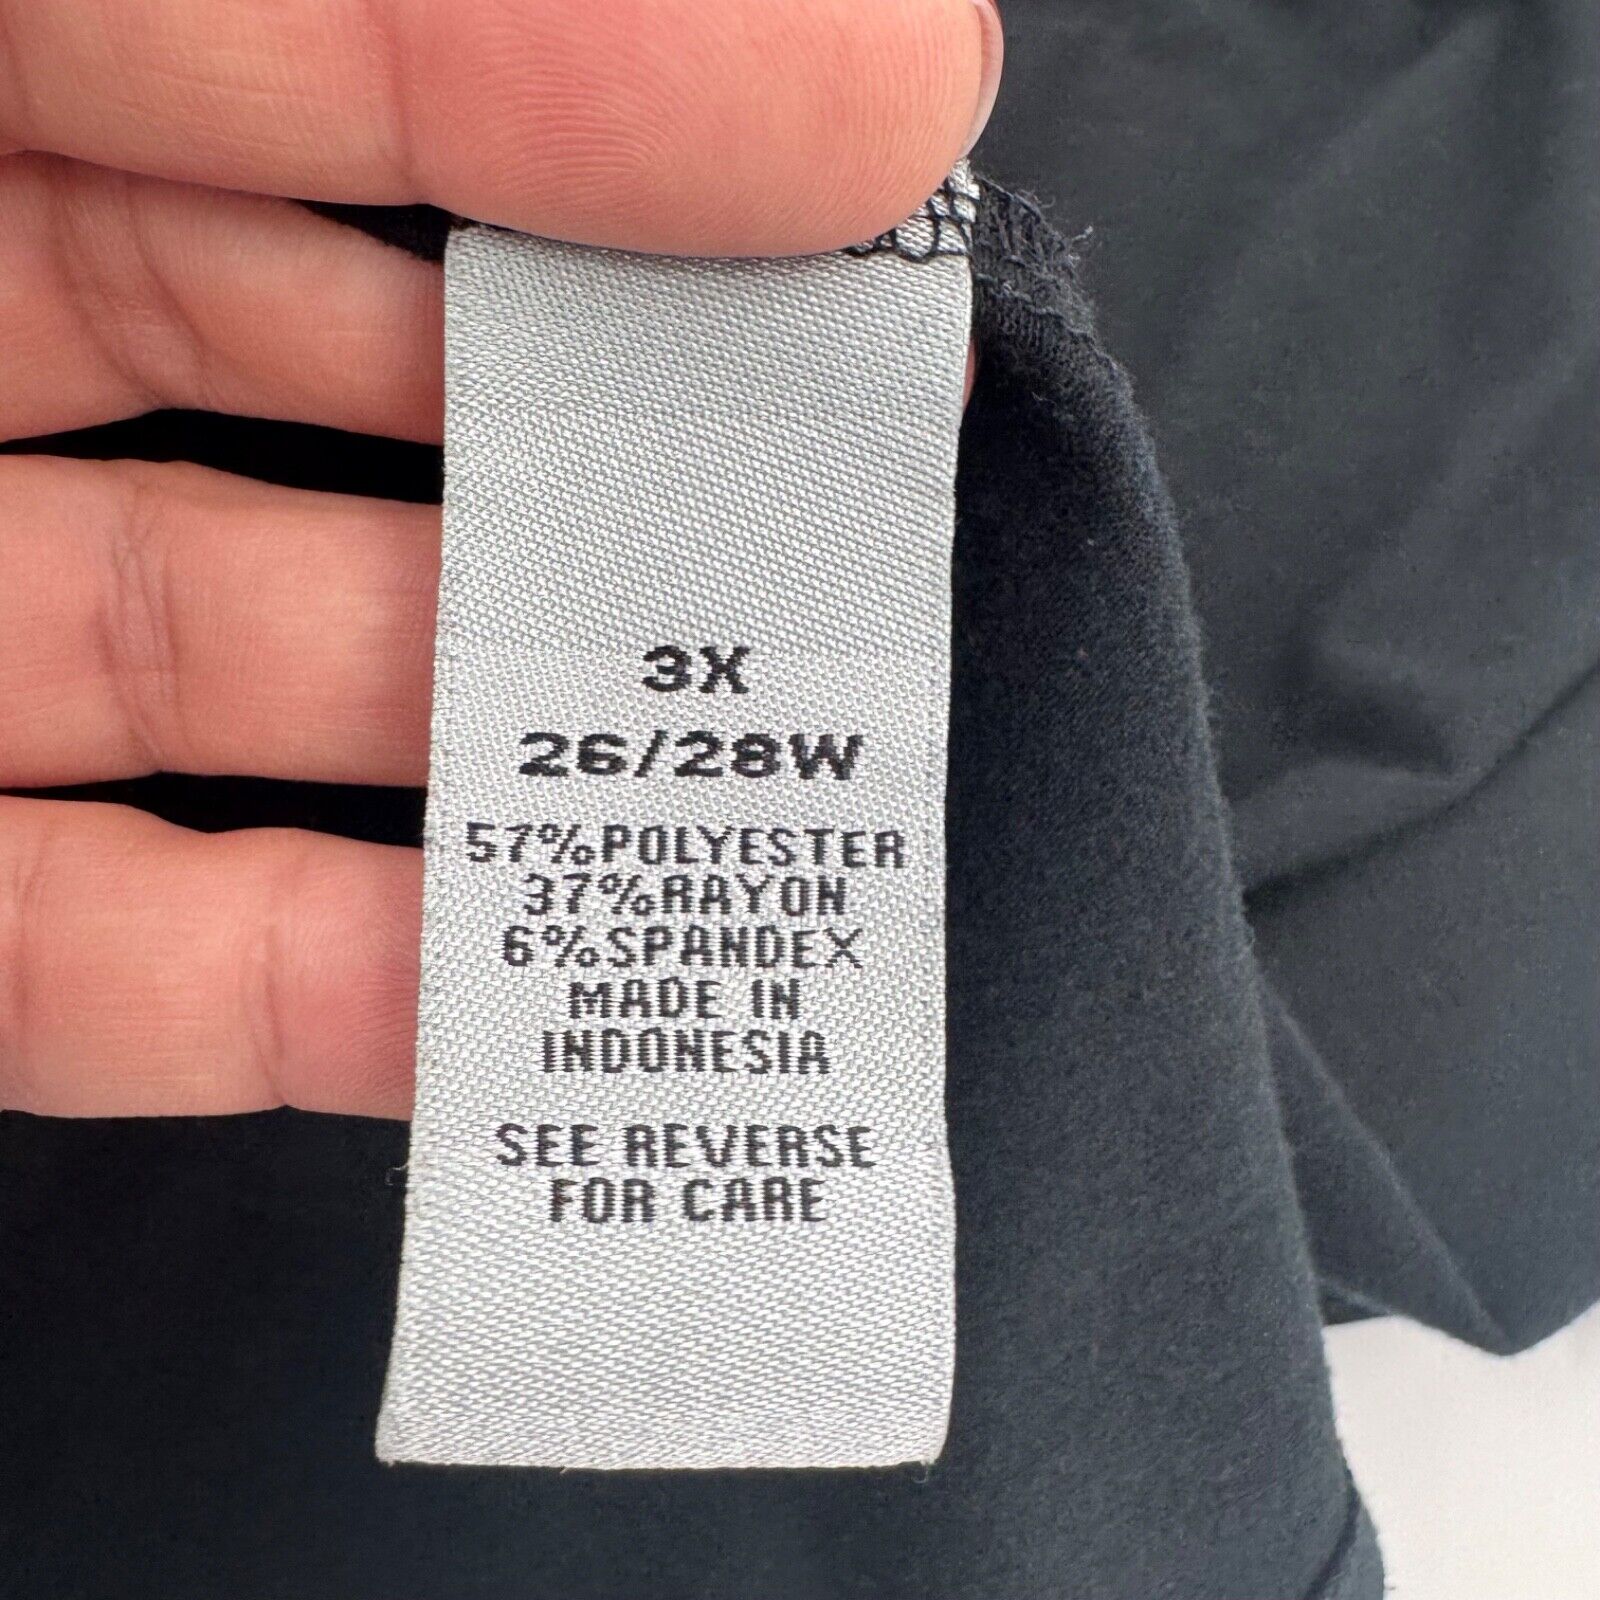 3X
26/28W
57%POLYESTER
37%RAYON
6%SPANDEX
MADE IN
INDONESIA
SEE REVERSE
FOR CARE